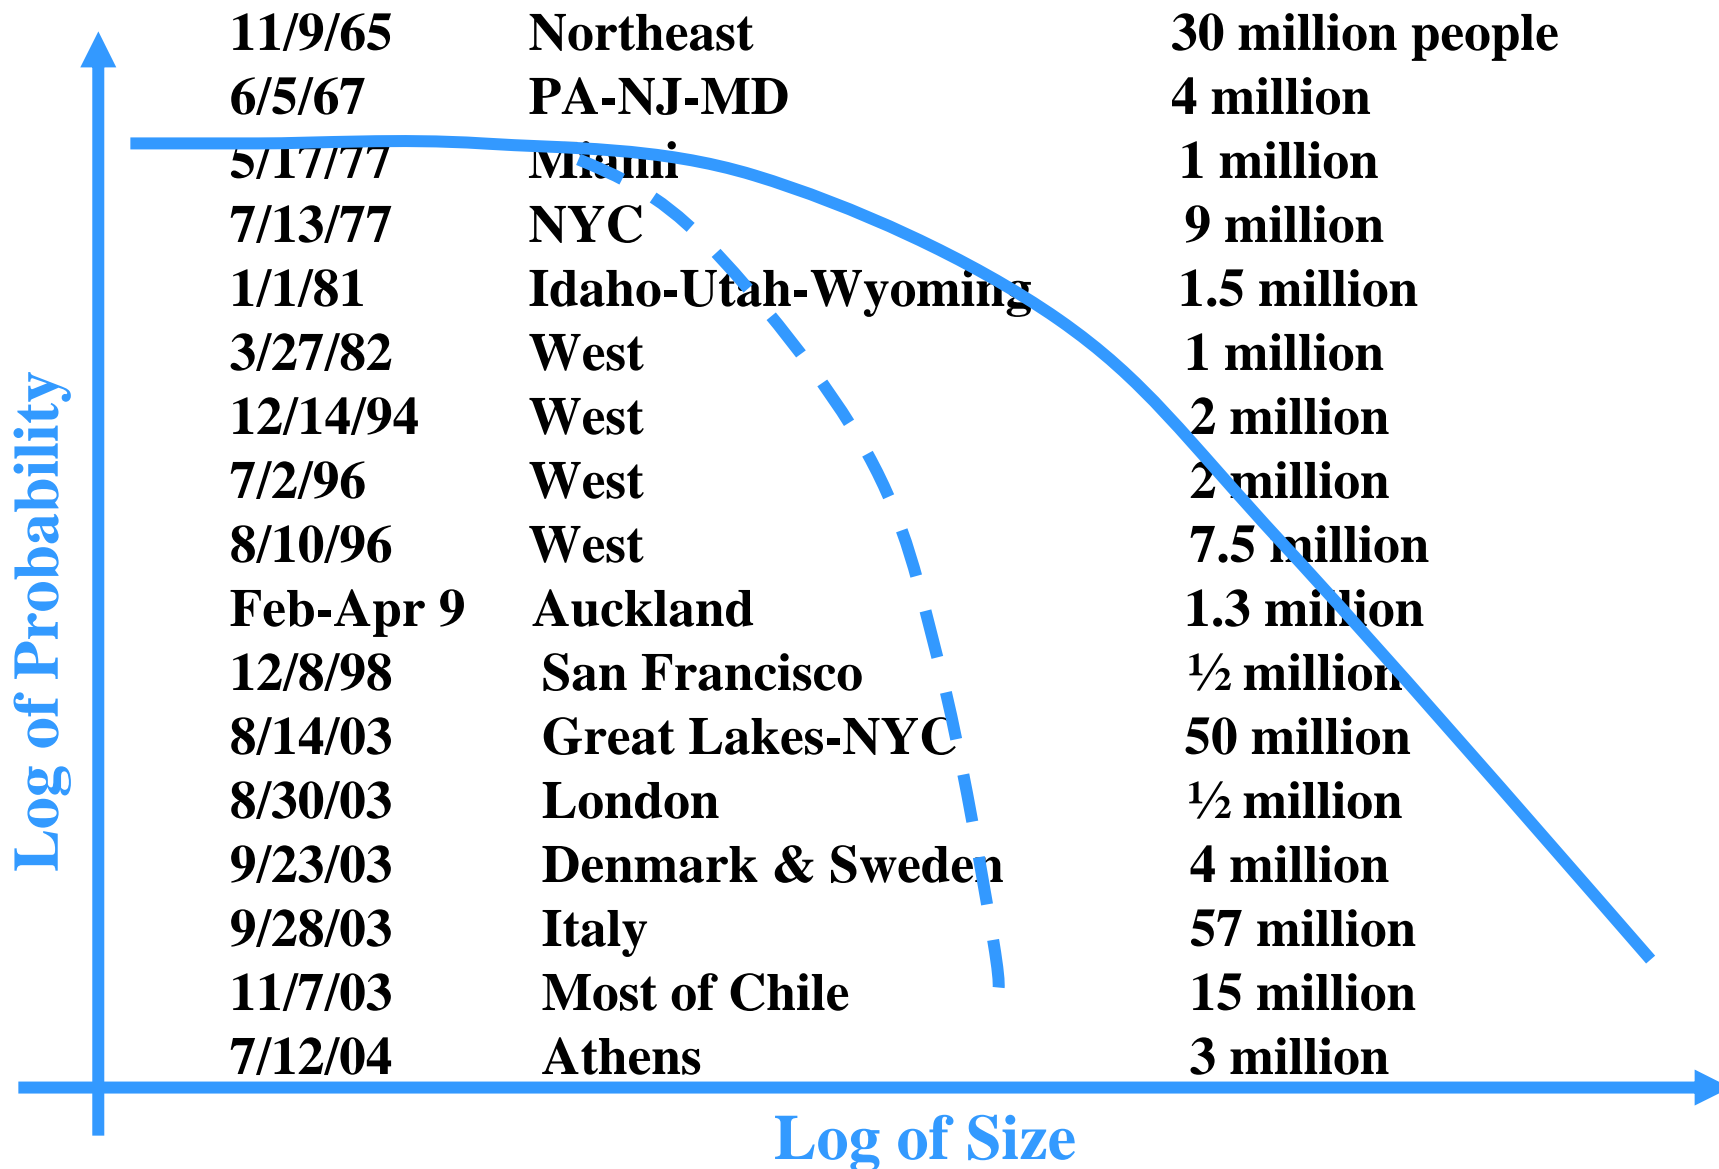 11/9/65 Northeast 30 million people
6/5/67 PA-NJ-MD 4 million
5/17/77 Miami 1 million
7/13/77 NYC 9 million
1/1/81 Idaho-Utah-Wyoming 1.5 million
3/27/82 West 1 million
12/14/94 West 2 million
7/2/96 West 2 million
8/10/96 West 7.5 million
Feb-Apr 9 Auckland 1.3 million
12/8/98 San Francisco ½ million
8/14/03 Great Lakes-NYC 50 million
8/30/03 London ½ million
9/23/03 Denmark & Sweden 4 million
9/28/03 Italy 57 million
11/7/03 Most of Chile 15 million
7/12/04 Athens 3 million
Log of Probability
Log of Size